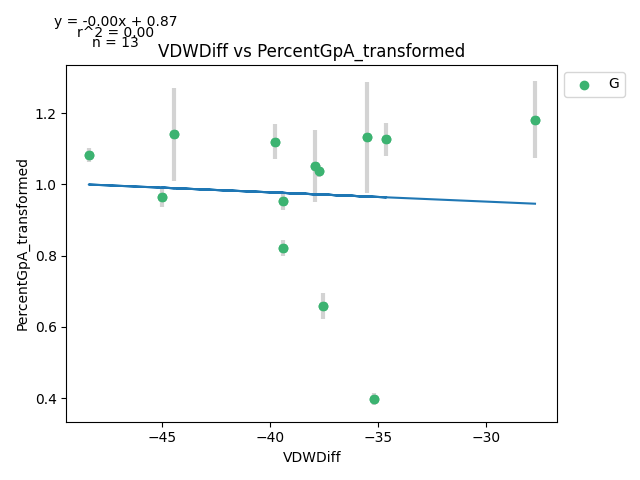 y = -0.00x + 0.87
r^2 = 0.00
n = 13
VDWDiff vs PercentGpA_transformed
G
PercentGpA_transformed
1.2
1.0
0.8
0.6
0.4
−45
−40
−35
−30
VDWDiff